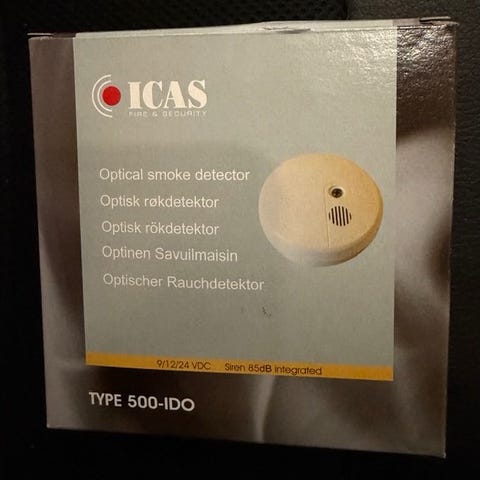 ICAS
FIRE & SECURITY
Optical smoke detector
Optisk røkdetektor
Optisk rökdetektor
Optinen Savuilmaisin
Optischer Rauchdetektor
9/12/24 VDC Siren 85dB integrated
TYPE 500-IDO